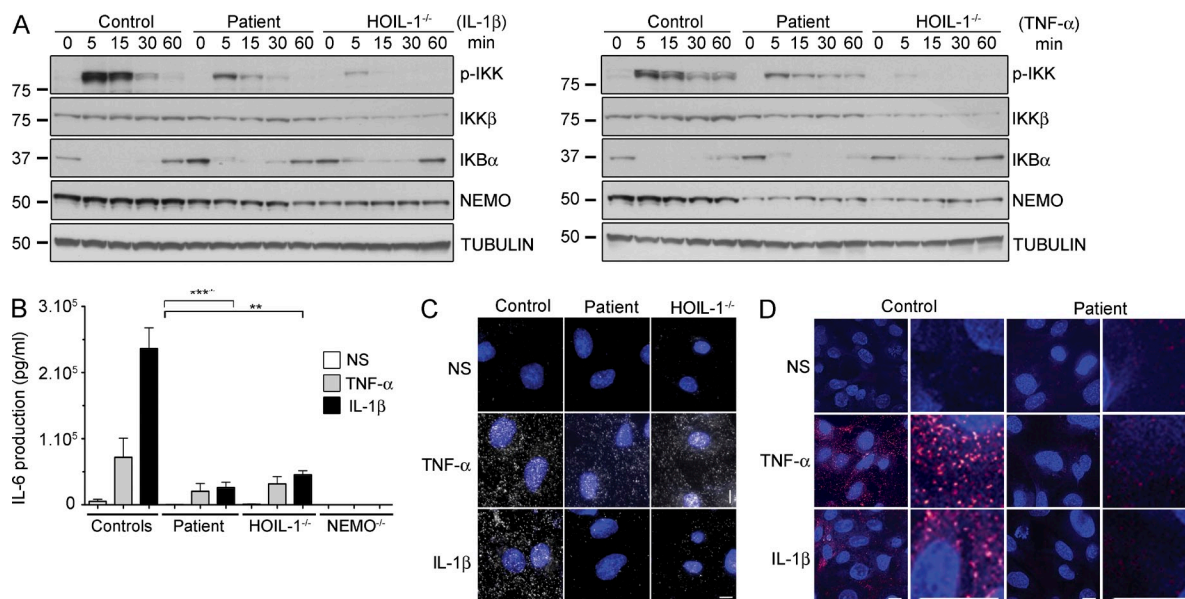 A
Control Patient HOIL-1-/- (IL-1β)
0 5 15 30 60 0 5 15 30 60 0 5 15 30 60 min
75 p-IKK
75 IKKβ
37 IKBα
50 NEMO
50 TUBULIN
Control Patient HOIL-1-/- (TNF-α)
0 5 15 30 60 0 5 15 30 60 0 5 15 30 60 min
75 p-IKK
75 IKKβ
37 IKBα
50 NEMO
50 TUBULIN
B
IL-6 production (pg/ml)
3.10⁵
2.10⁵
1.10⁵
0
**
NS
TNF-α
IL-1β
Controls Patient HOIL-1-/- NEMO-/-
C
Control Patient HOIL-1-/-
NS
TNF-α
IL-1β
D
Control Patient
NS
TNF-α
IL-1β